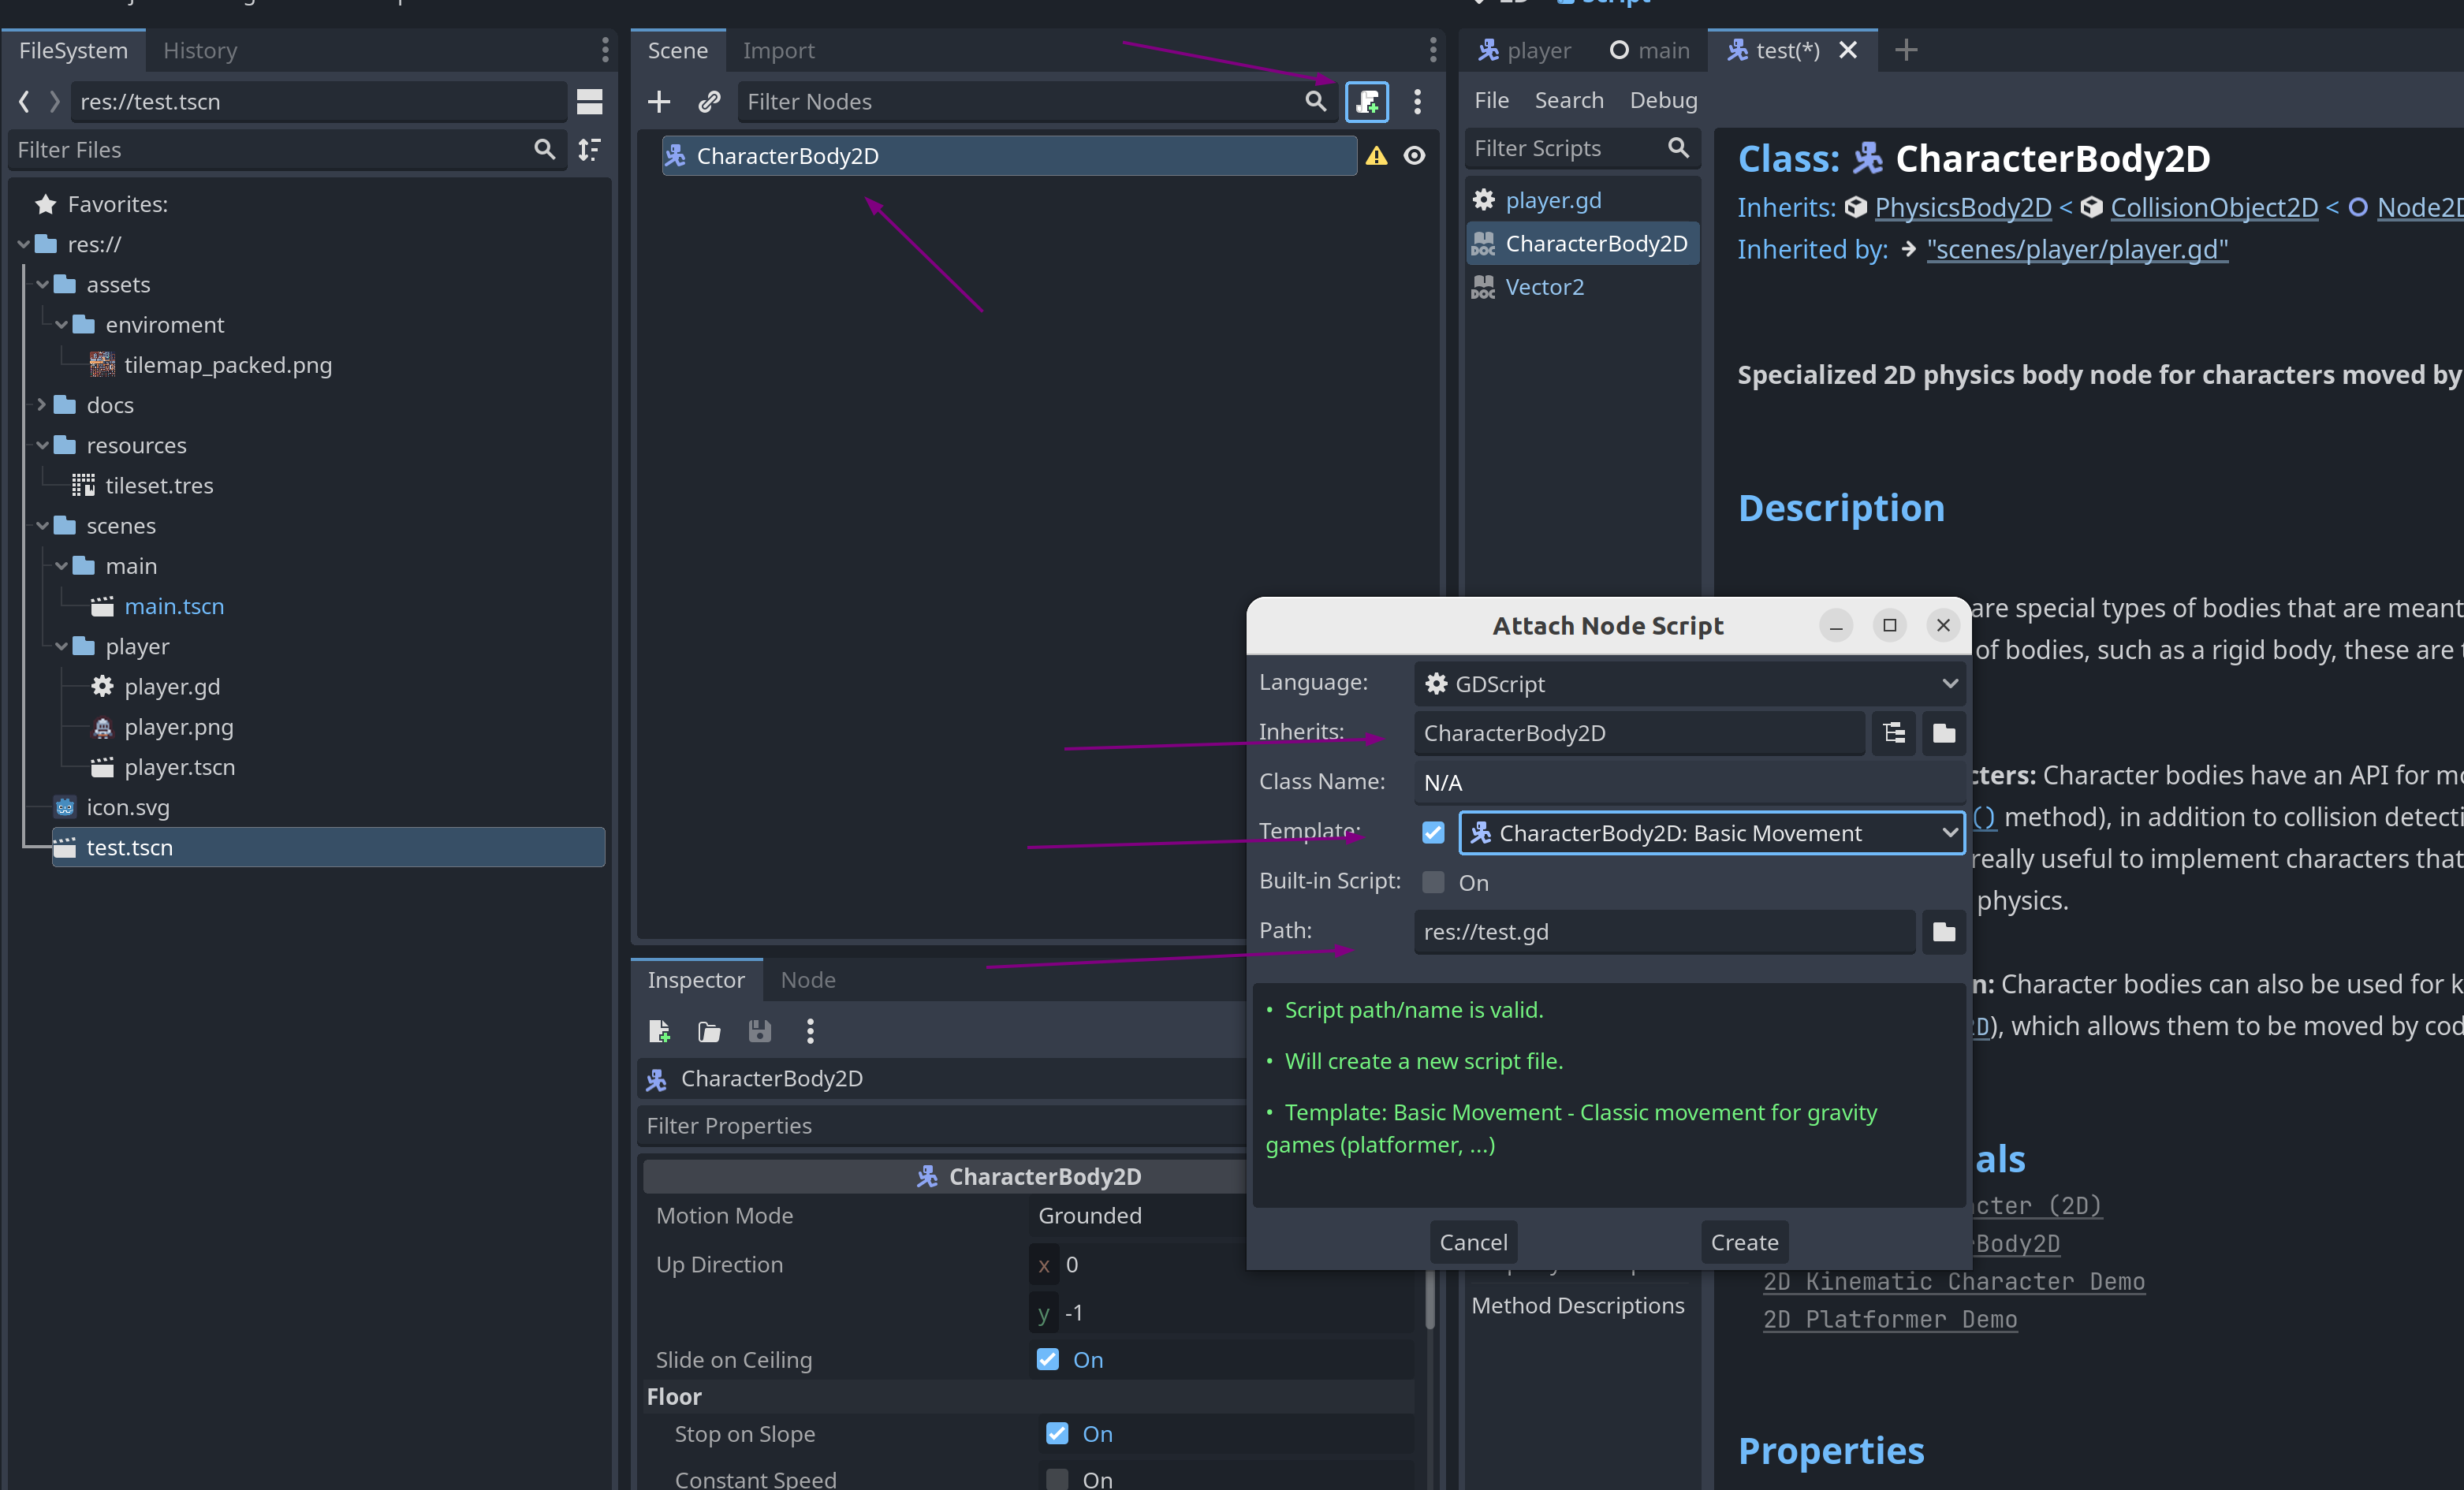 2D Script
FileSystem History
res://test.tscn
Filter Files
Favorites:
res://
assets
enviroment
tilemap_packed.png
docs
resources
tileset.tres
scenes
main
main.tscn
player
player.gd
player.png
player.tscn
icon.svg
test.tscn
Scene Import
Filter Nodes
CharacterBody2D
Inspector Node
CharacterBody2D
Filter Properties
CharacterBody2D
Motion Mode Grounded
Up Direction x 0
y -1
Slide on Ceiling On
Floor
Stop on Slope On
Constant Speed On
player main test(*)
File Search Debug
Filter Scripts
player.gd
CharacterBody2D
Vector2
Method Descriptions
Class: CharacterBody2D
Inherits: PhysicsBody2D < CollisionObject2D < Node2D
Inherited by: "scenes/player/player.gd"
Specialized 2D physics body node for characters moved by
Description
are special types of bodies that are meant
of bodies, such as a rigid body, these are
cters: Character bodies have an API for
() method), in addition to collision
really useful to implement characters that
physics.
n: Character bodies can also be used for
2D), which allows them to be moved by
als
cter (2D)
Body2D
2D Kinematic Character Demo
2D Platformer Demo
Properties
Attach Node Script
Language: GDScript
Inherits: CharacterBody2D
Class Name: N/A
Template: CharacterBody2D: Basic Movement
Built-in Script: On
Path: res://test.gd
• Script path/name is valid.
• Will create a new script file.
• Template: Basic Movement - Classic movement for gravity
games (platformer, ...)
Cancel Create